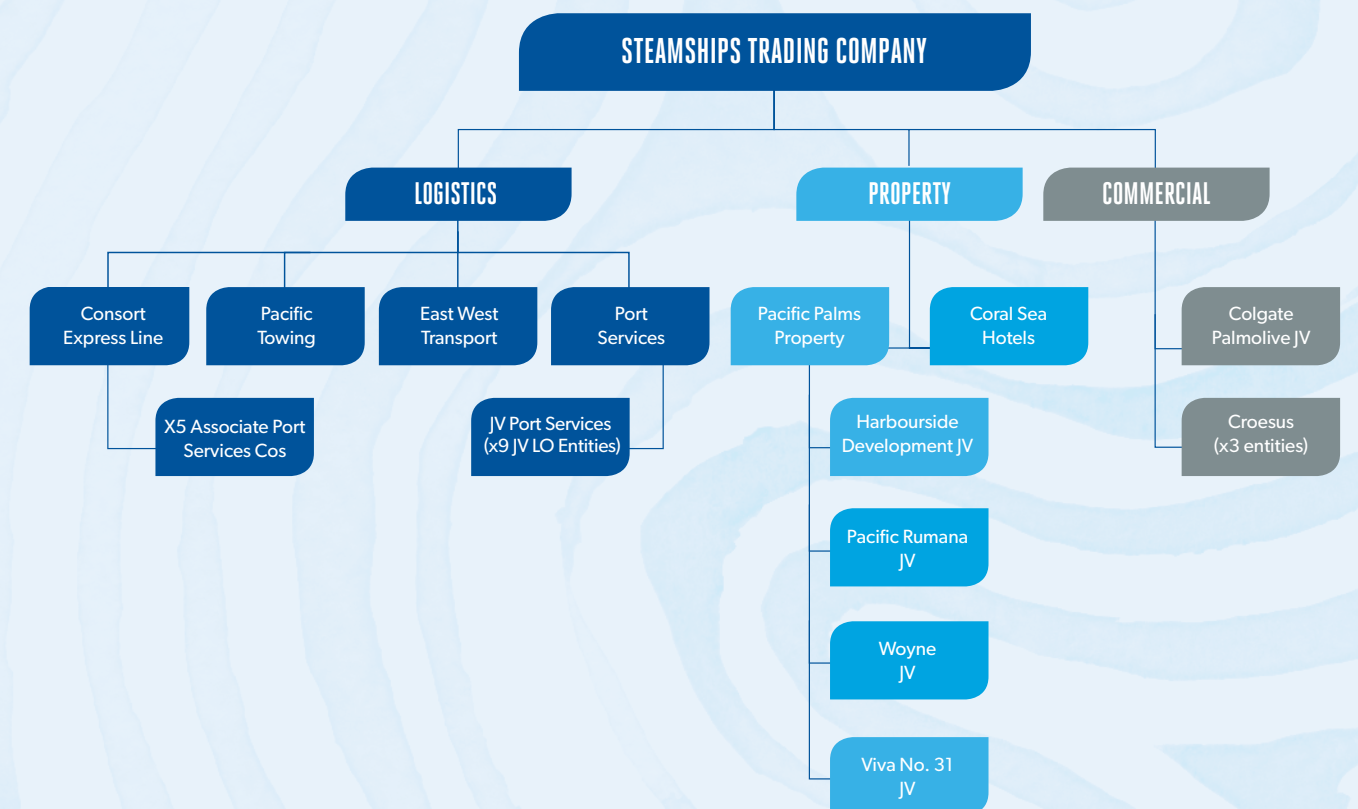 STEAMSHIPS TRADING COMPANY
LOGISTICS
PROPERTY
COMMERCIAL
Consort
Express Line
Pacific
Towing
East West
Transport
Port
Services
Pacific Palms
Property
Coral Sea
Hotels
Colgate
Palmolive JV
X5 Associate Port
Services Cos
JV Port Services
(x9 JV LO Entities)
Harbourside
Development JV
Croesus
(x3 entities)
Pacific Rumana
JV
Woyne
JV
Viva No. 31
JV